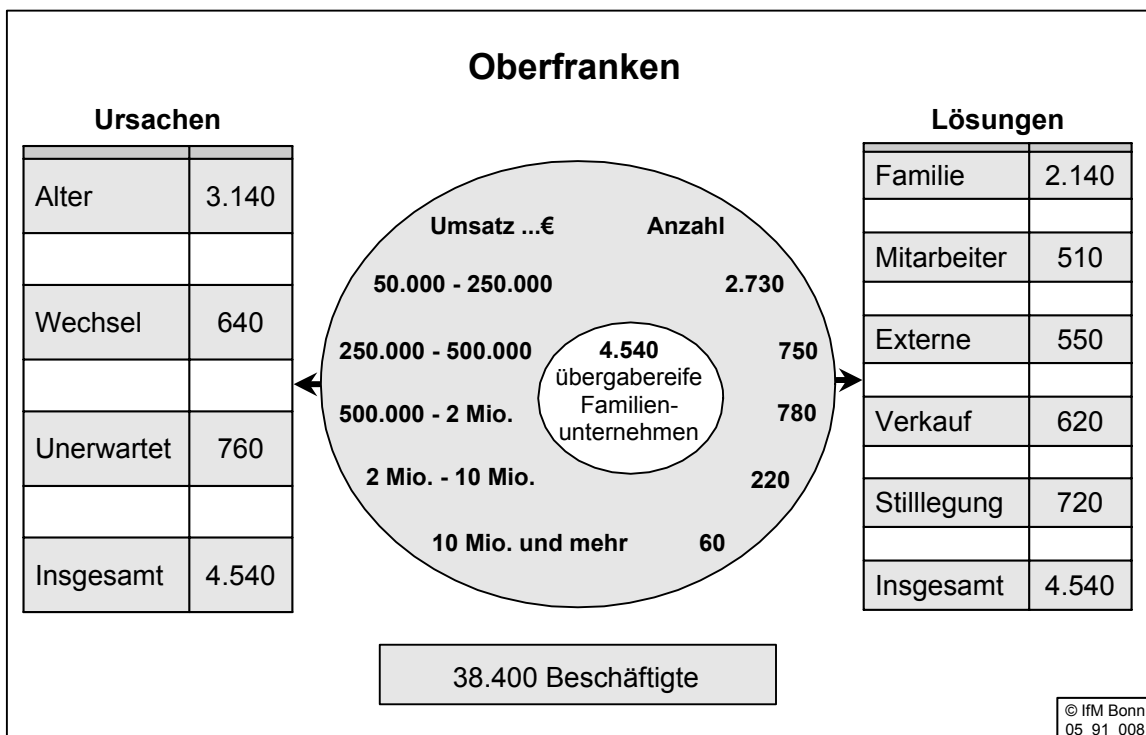 Oberfranken
Ursachen
Alter 3.140
Wechsel 640
Unerwartet 760
Insgesamt 4.540
Umsatz ...€ Anzahl
50.000 - 250.000 2.730
250.000 - 500.000 750
500.000 - 2 Mio. 780
2 Mio. - 10 Mio. 220
10 Mio. und mehr 60
4.540
übergabereife
Familien-
unternehmen
Lösungen
Familie 2.140
Mitarbeiter 510
Externe 550
Verkauf 620
Stilllegung 720
Insgesamt 4.540
38.400 Beschäftigte
© IfM Bonn
05 91 008